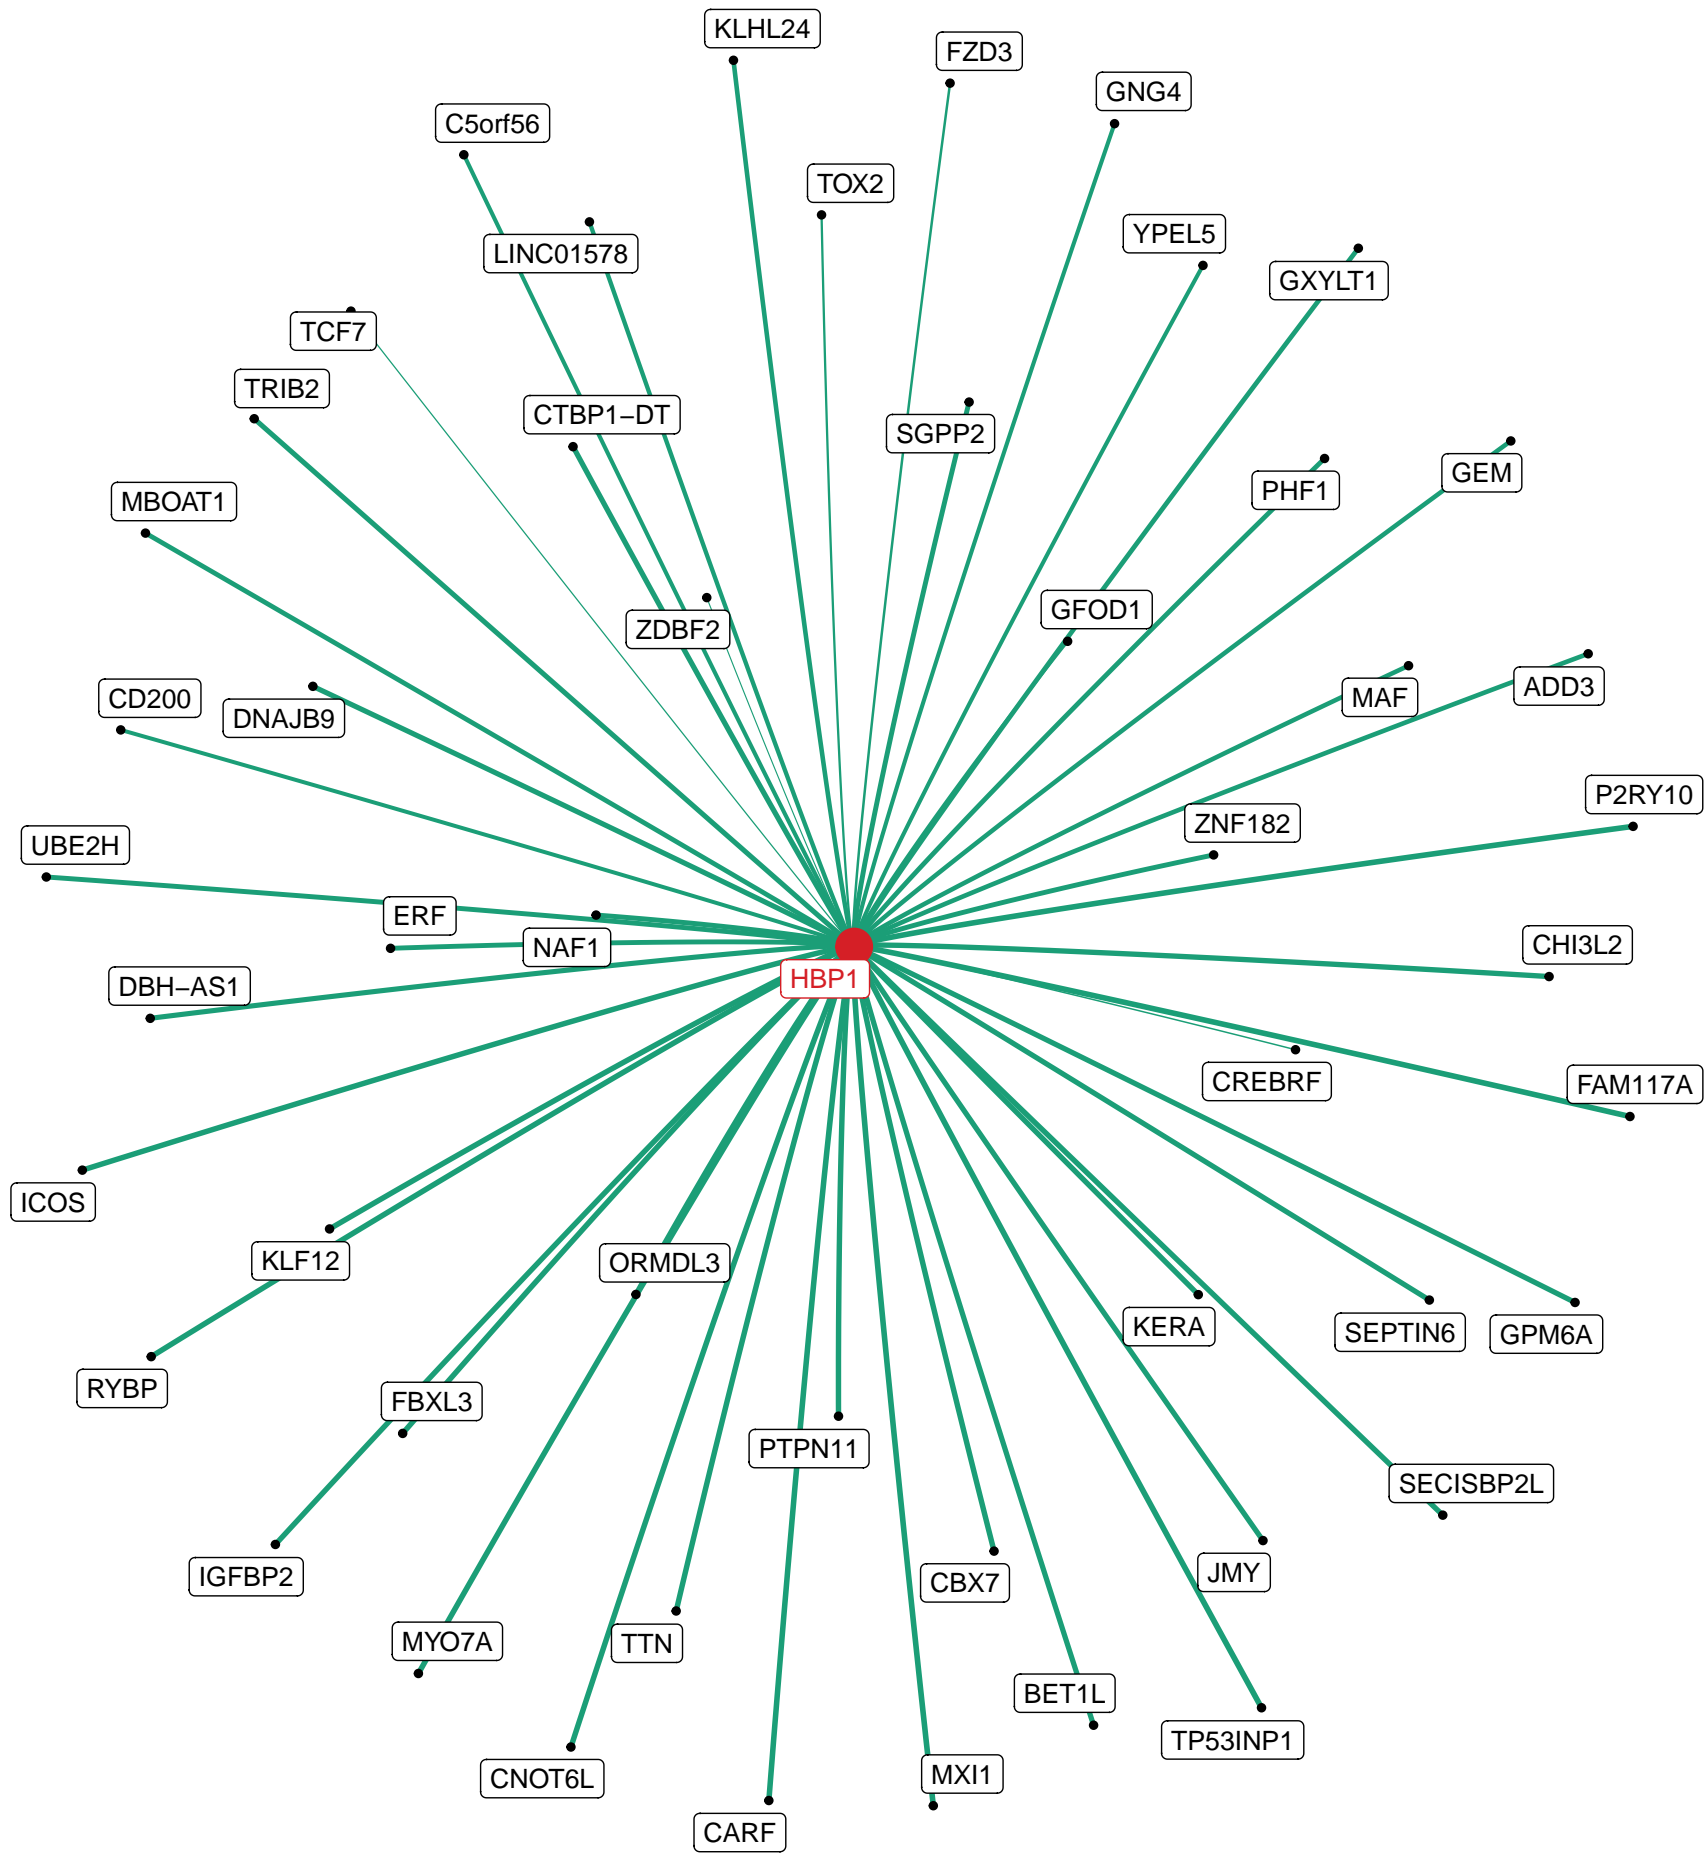 KLHL24
FZD3
GNG4
C5orf56
TOX2
YPEL5
LINC01578
GXYLT1
TCF7
TRIB2
CTBP1–DT
SGPP2
GEM
PHF1
MBOAT1
GFOD1
ZDBF2
ADD3
MAF
CD200
DNAJB9
P2RY10
ZNF182
UBE2H
ERF
CHI3L2
NAF1
HBP1
DBH–AS1
CREBRF
FAM117A
ICOS
KLF12
ORMDL3
KERA
SEPTIN6
GPM6A
RYBP
FBXL3
PTPN11
SECISBP2L
JMY
IGFBP2
CBX7
MYO7A
TTN
BET1L
TP53INP1
MXI1
CNOT6L
CARF